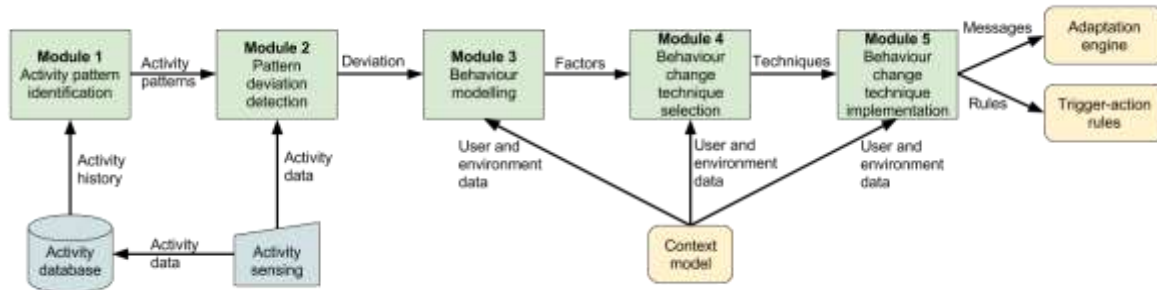 Module 1
Activity pattern
identification
Activity
patterns
Module 2
Pattern
deviation
detection
Deviation
Module 3
Behaviour
modelling
Factors
Module 4
Behaviour
change
technique
selection
Techniques
Module 5
Behaviour
change
technique
implementation
Messages
Adaptation
engine
Rules
Trigger-action
rules
Activity
history
Activity
data
User and
environment
data
User and
environment
data
User and
environment
data
Activity
database
Activity
data
Activity
sensing
Context
model